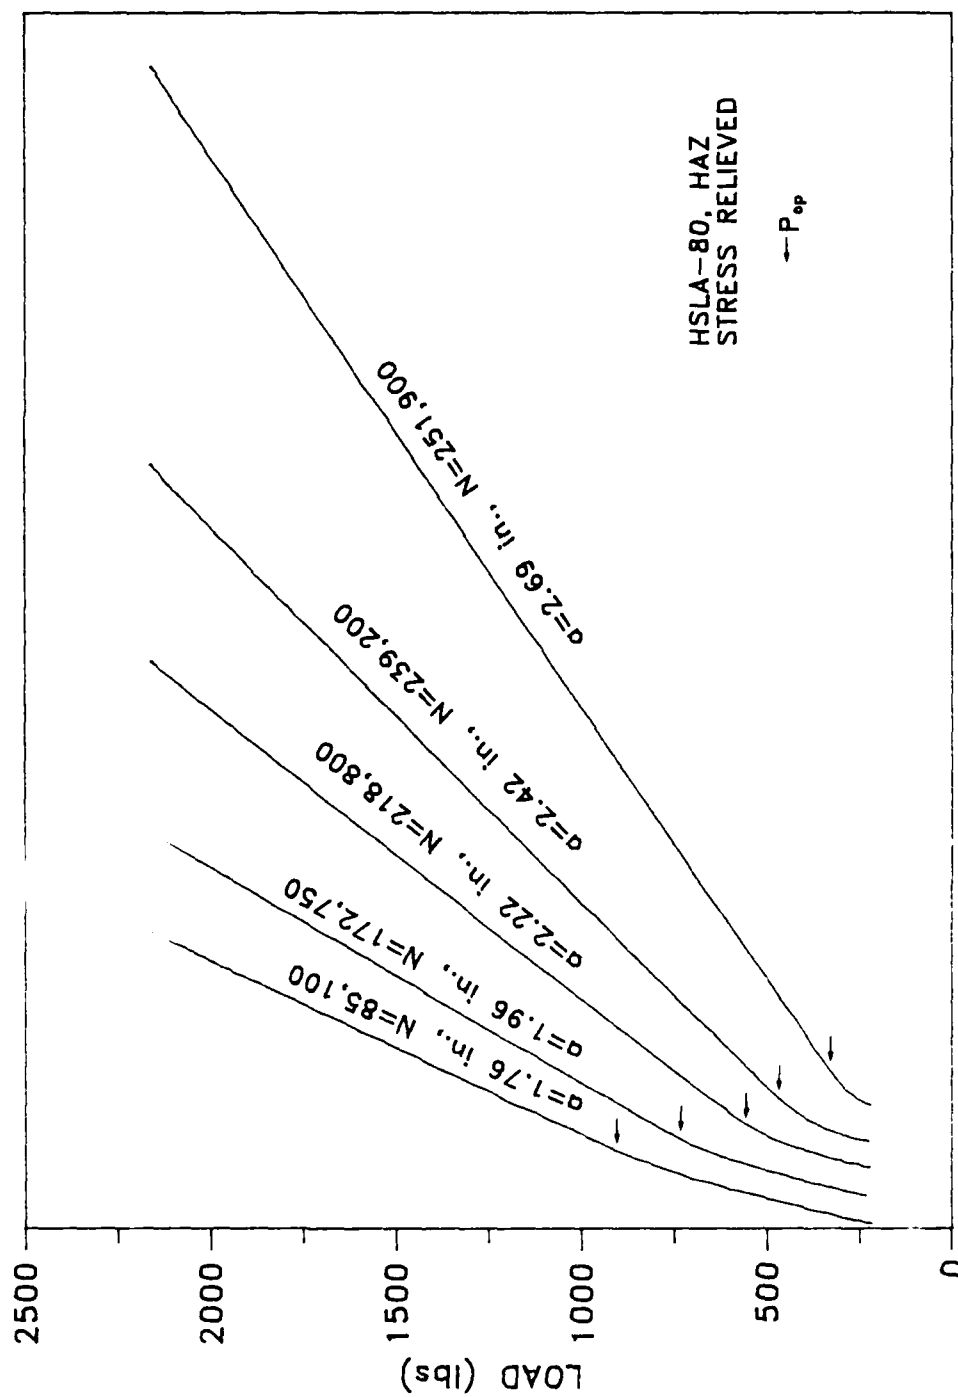 2500
2000
1500
1000
500
0
LOAD (lbs)
a=1.76 in., N=85,100
a=1.96 in., N=172,750
a=2.22 in., N=218,800
a=2.42 in., N=239,200
a=2.69 in., N=251,900
HSLA-80, HAZ
STRESS RELIEVED
←Pop